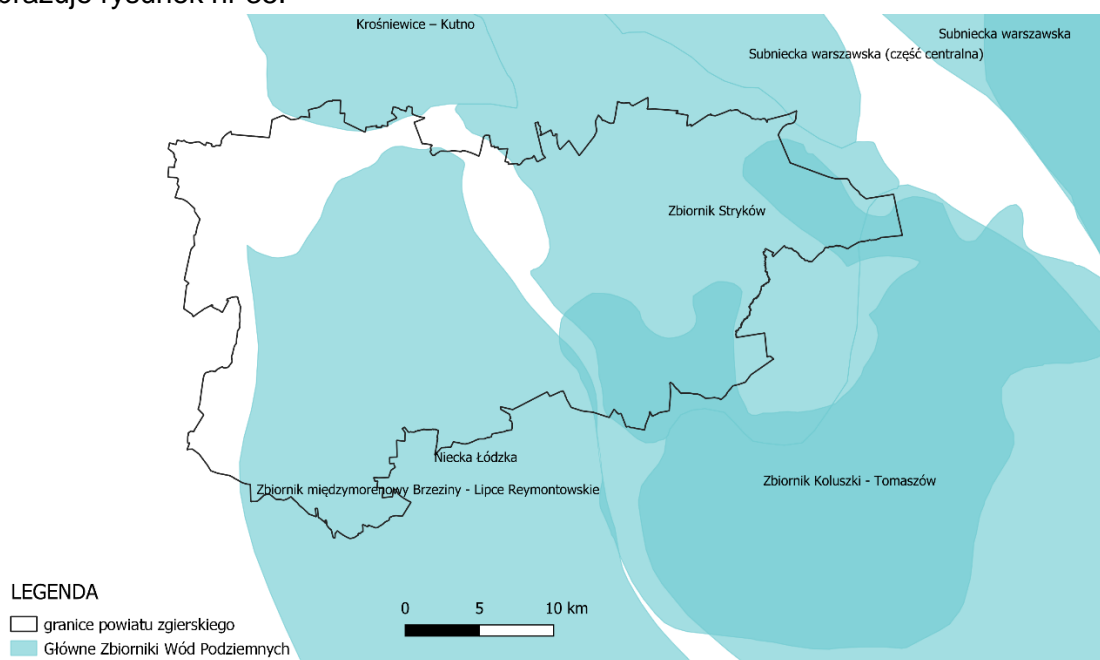 Krośniewice – Kutno
Subniecka warszawska
Subniecka warszawska (część centralna)
Zbiornik Stryków
Niecka Łódzka
Zbiornik Koluszki - Tomaszów
Zbiornik międzymorenowy Brzeziny - Lipce Reymontowskie
LEGENDA
granice powiatu zgierskiego
Główne Zbiorniki Wód Podziemnych
0 5 10 km